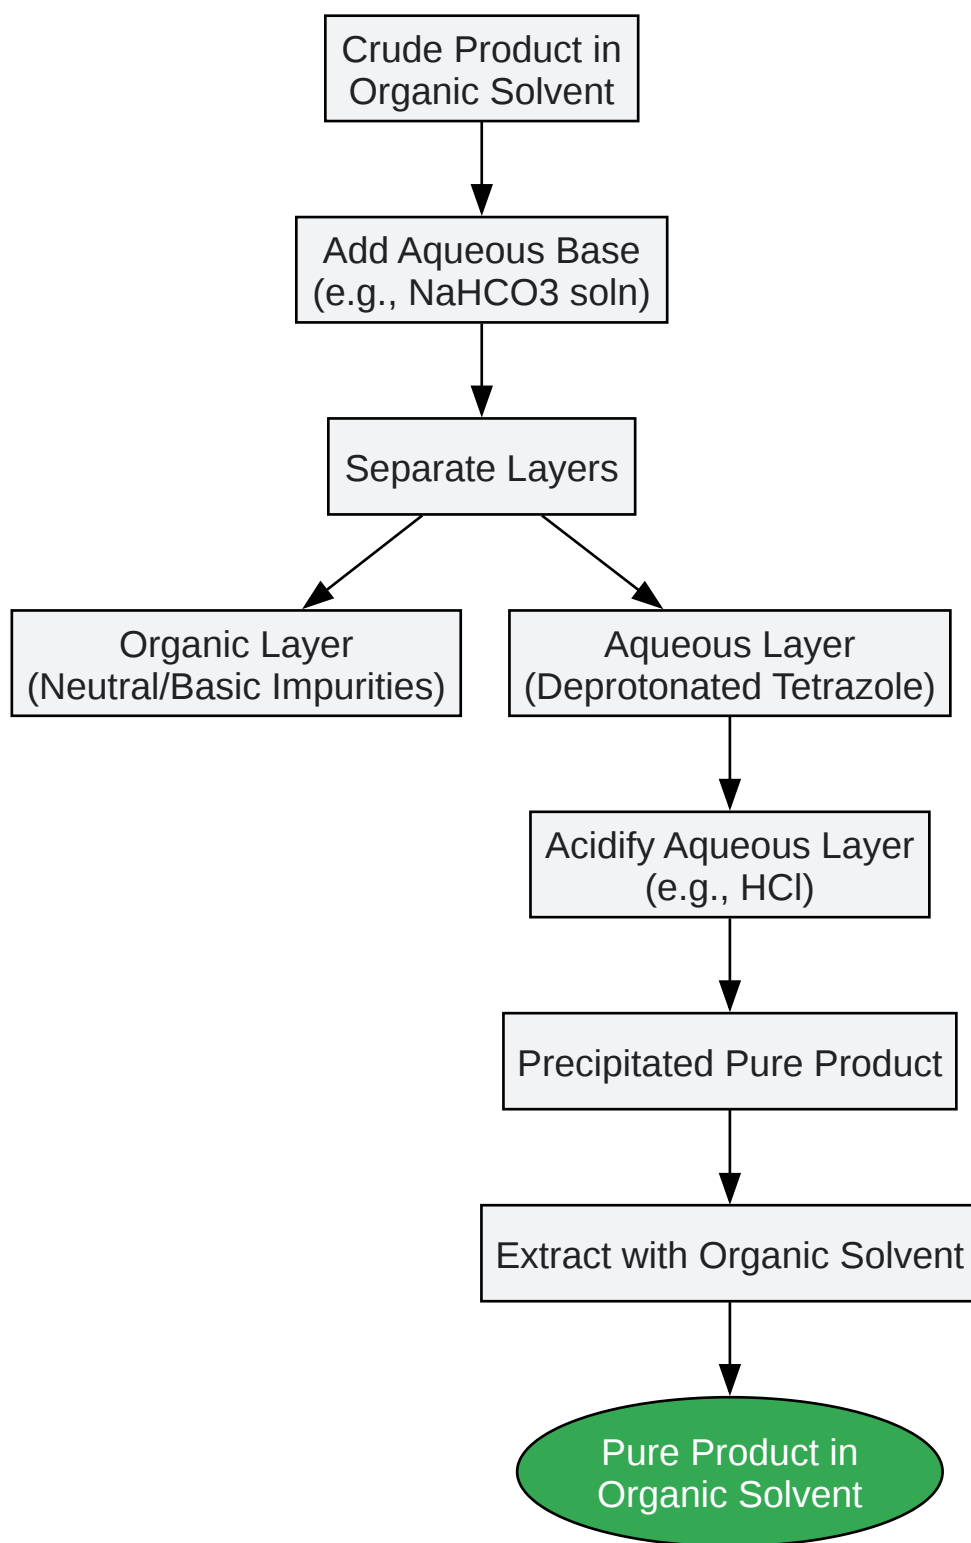 Crude Product in
Organic Solvent
Add Aqueous Base
(e.g., NaHCO3 soln)
Separate Layers
Organic Layer
(Neutral/Basic Impurities)
Aqueous Layer
(Deprotonated Tetrazole)
Acidify Aqueous Layer
(e.g., HCl)
Precipitated Pure Product
Extract with Organic Solvent
Pure Product in
Organic Solvent